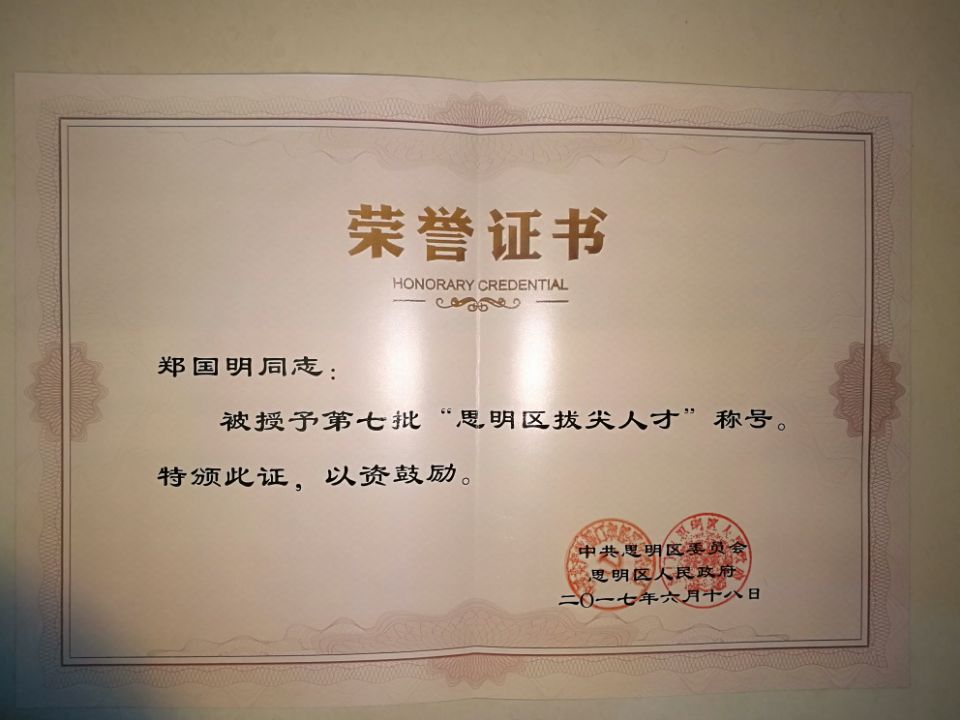 荣誉证书
HONORARY CREDENTIAL
郑国明同志：
被授予第七批“思明区拔尖人才”称号。
特颁此证，以资鼓励。
中共思明区委员会
思明区人民政府
二〇一七年六月十八日